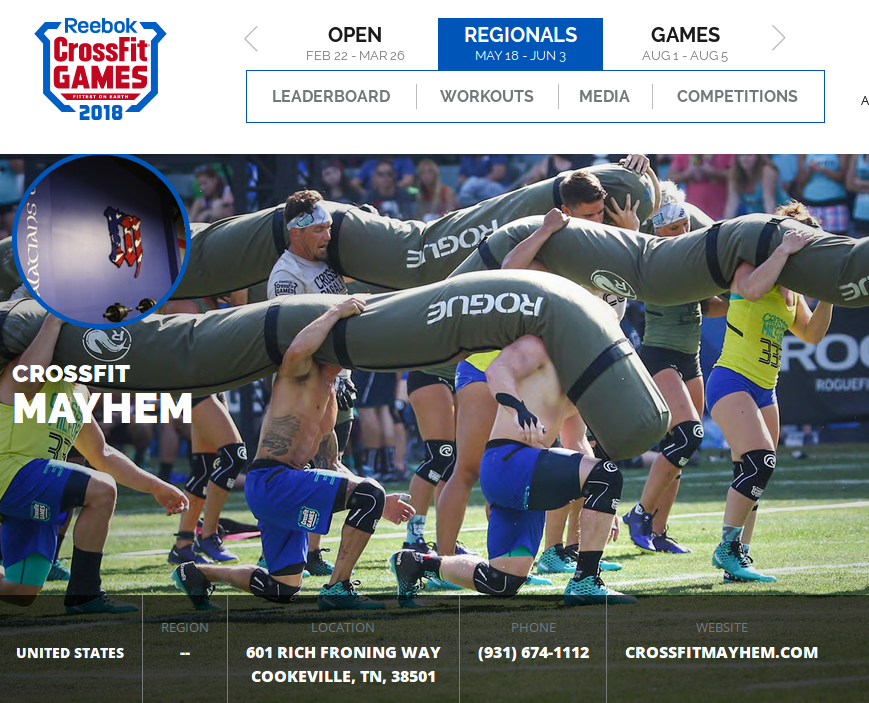 Reebok
CrossFit
GAMES
FITTEST ON EARTH
2018
OPEN
FEB 22 - MAR 26
REGIONALS
MAY 18 - JUN 3
GAMES
AUG 1 - AUG 5
LEADERBOARD
WORKOUTS
MEDIA
COMPETITIONS
A
ROGUE
ROGUE
ROGUE
CROSSFIT
MAYHEM
UNITED STATES
REGION
--
LOCATION
601 RICH FRONING WAY
COOKEVILLE, TN, 38501
PHONE
(931) 674-1112
WEBSITE
CROSSFITMAYHEM.COM